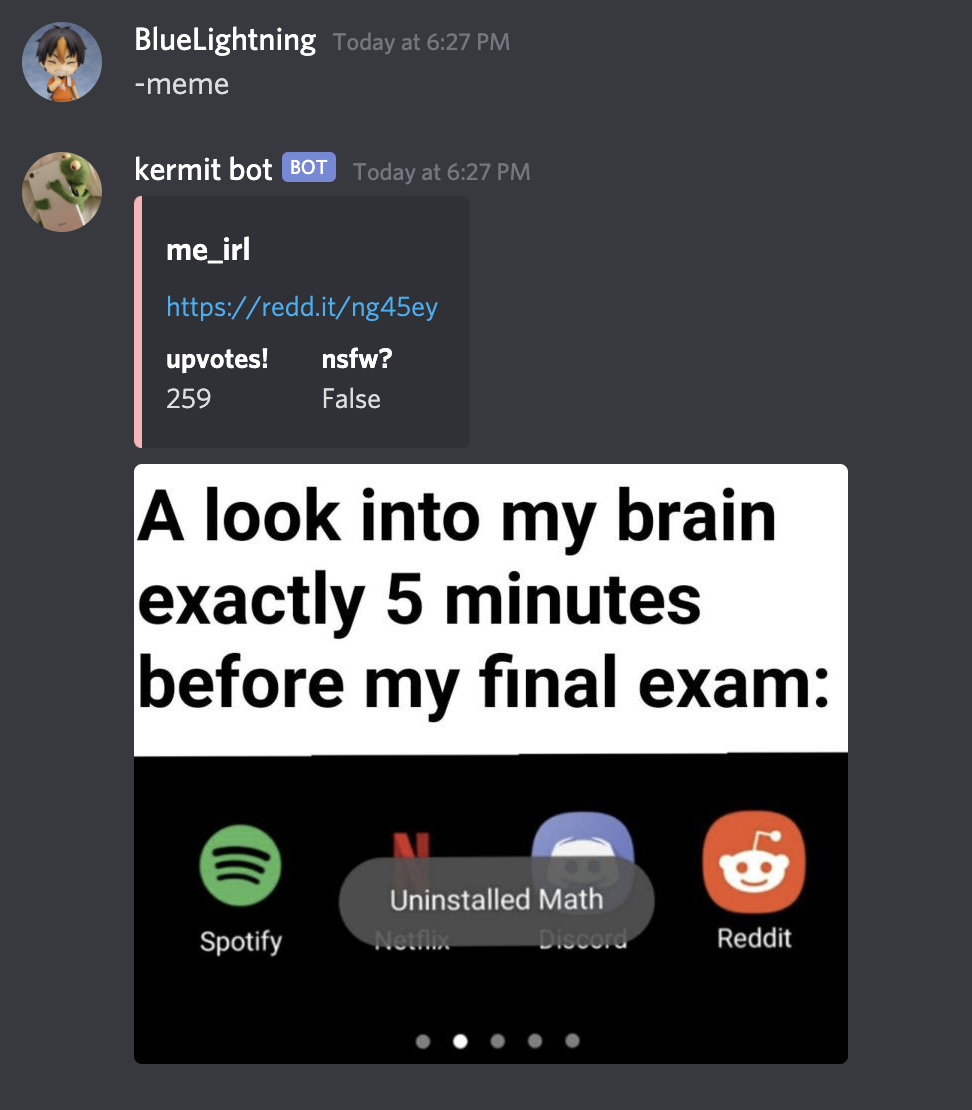 BlueLightning Today at 6:27 PM
-meme
kermit bot BOT Today at 6:27 PM
me_irl
https://redd.it/ng45ey
upvotes! nsfw?
259 False
A look into my brain
exactly 5 minutes
before my final exam:
N
Uninstalled Math
Spotify Netflix Discord Reddit